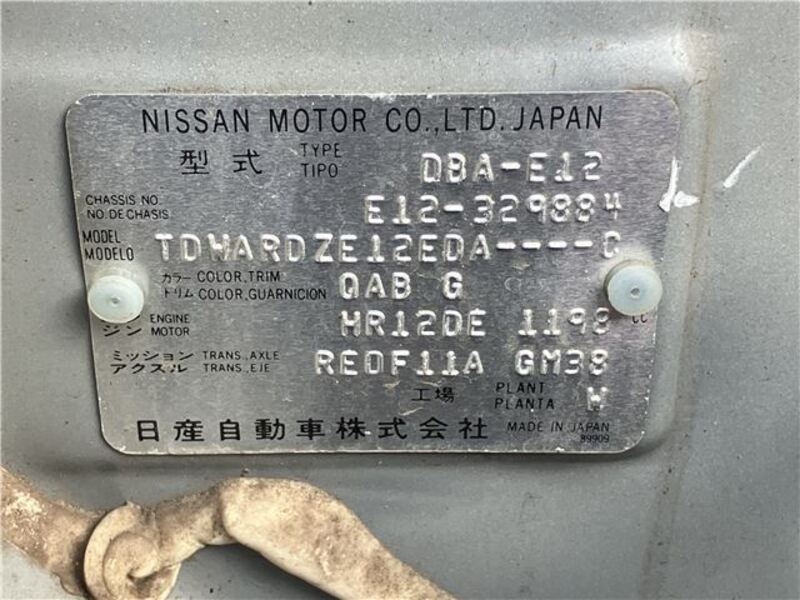 NISSAN MOTOR CO.,LTD. JAPAN
型式 TYPE TIPO DBA-E12
CHASSIS NO. NO. DE CHASIS E12-329884
MODEL MODELO TDWARDZE12EDA----C
カラー COLOR,TRIM
トリム COLOR,GUARNICION QAB G
ジン ENGINE MOTOR HR12DE 1198 CC
ミッション TRANS.,AXLE
アクスル TRANS.,EJE RE0F11A GM38
工場 PLANT PLANTA W
日産自動車株式会社 MADE IN JAPAN
89909